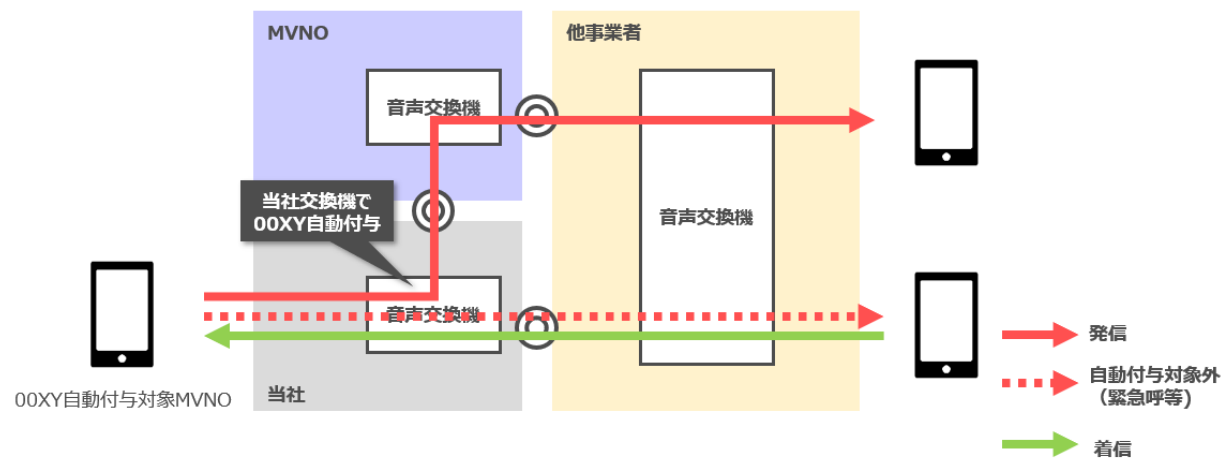 MVNO
他事業者
音声交換機
当社交換機で
00XY自動付与
音声交換機
音声交換機
当社
00XY自動付与対象MVNO
発信
自動付与対象外
（緊急呼等）
着信